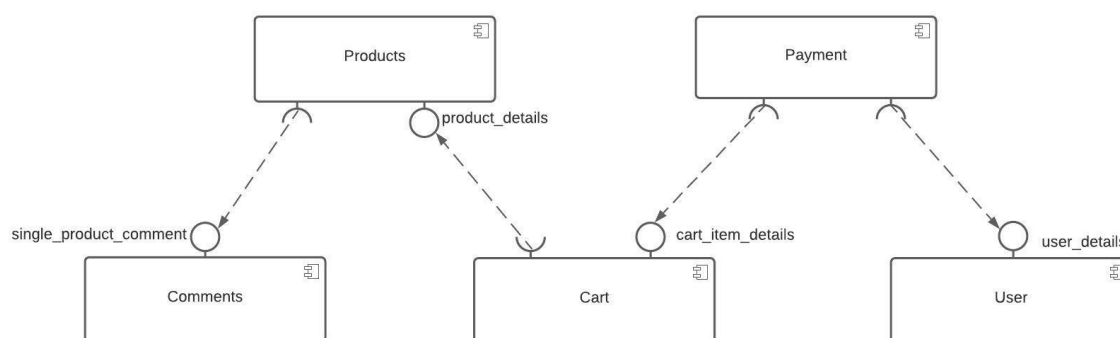 Products
Payment
product_details
single_product_comment
cart_item_details
user_details
Comments
Cart
User